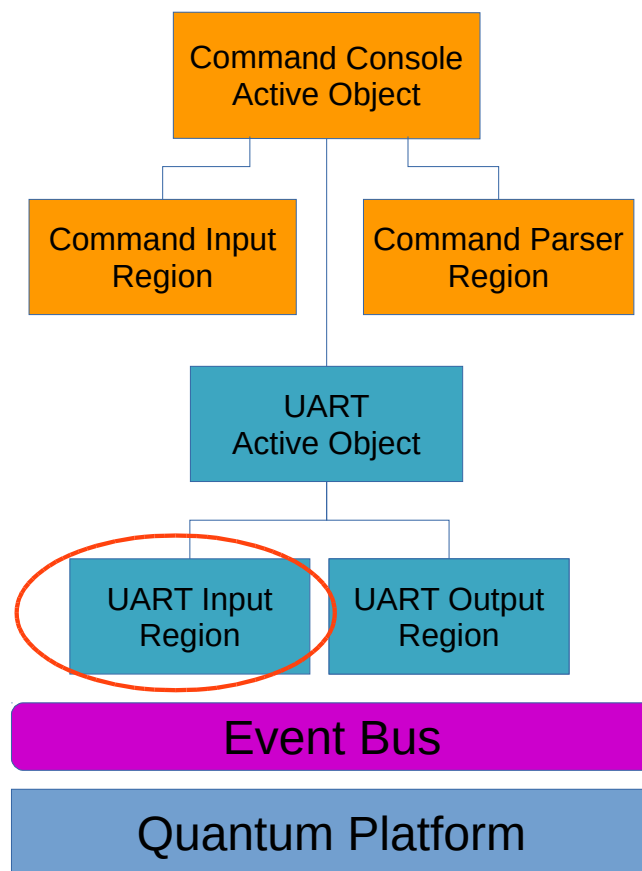 Command Console
Active Object
Command Input
Region
Command Parser
Region
UART
Active Object
UART Input
Region
UART Output
Region
Event Bus
Quantum Platform